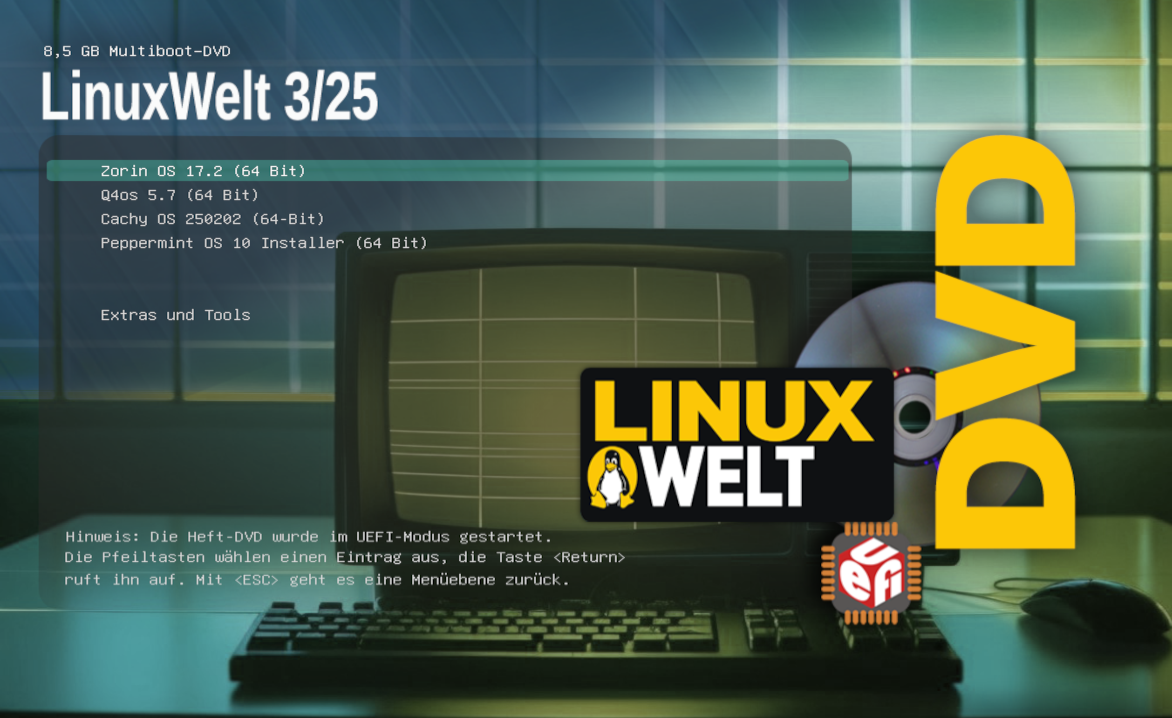 8,5 GB Multiboot-DVD
LinuxWelt 3/25
Zorin OS 17.2 (64 Bit)
Q4os 5.7 (64 Bit)
Cachy OS 250202 (64-Bit)
Peppermint OS 10 Installer (64 Bit)
Extras und Tools
DVD
LINUX
WELT
Hinweis: Die Heft-DVD wurde im UEFI-Modus gestartet.
Die Pfeiltasten wählen einen Eintrag aus, die Taste <Return>
ruft ihn auf. Mit <ESC> geht es eine Menüebene zurück.
Uefi